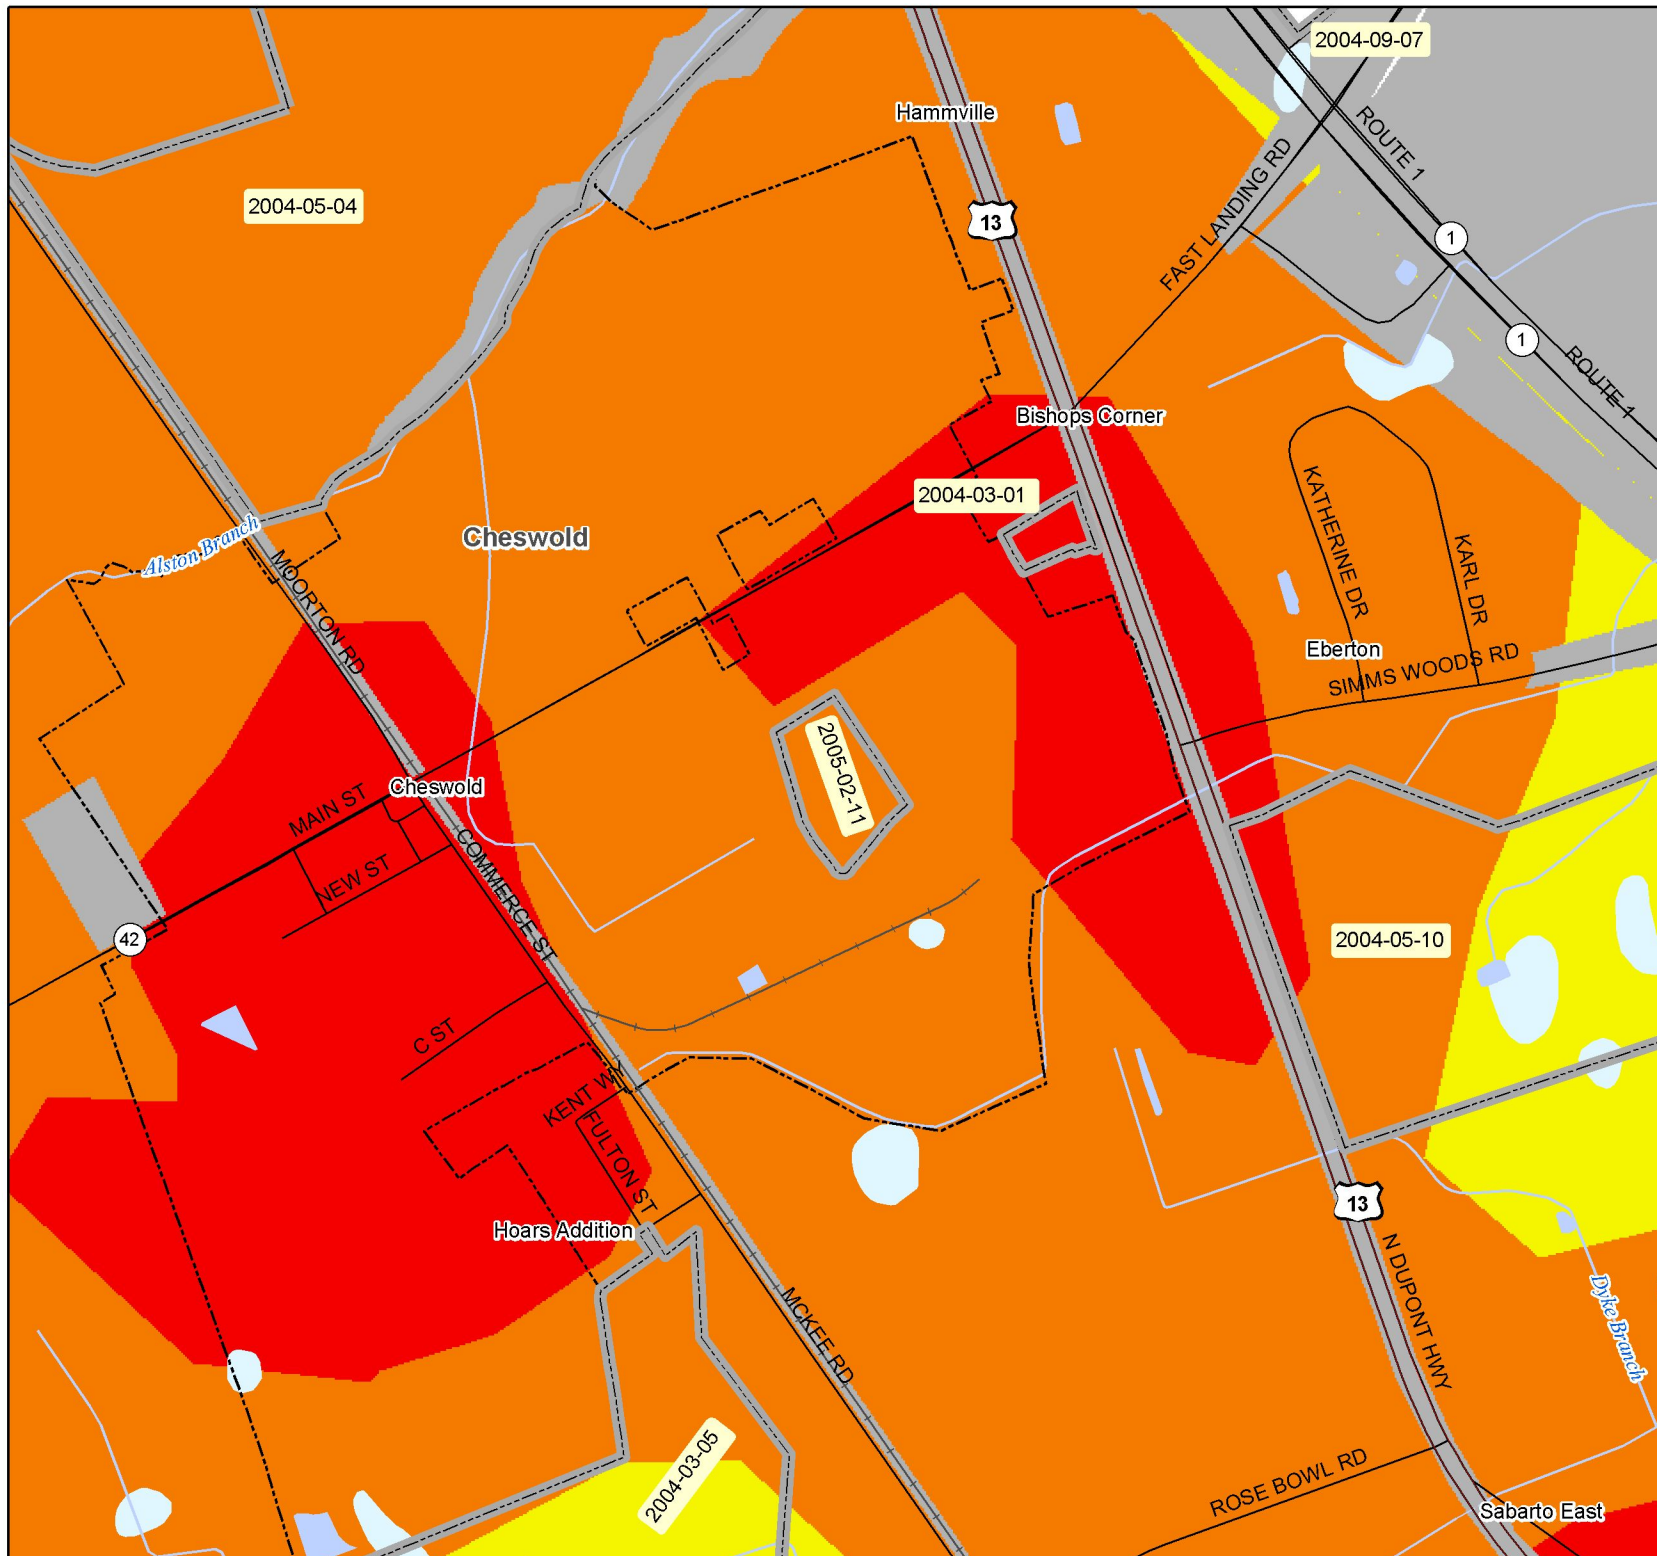 2004-09-07
Hammville
ROUTE 1
2004-05-04
13
FAST LANDING RD
1
1
ROUTE 1
Bishops Corner
2004-03-01
Cheswold
Alston Branch
KATHERINE DR
KARL DR
MOORTON RD
Eberton
SIMMS WOODS RD
2005-02-11
Cheswold
MAIN ST
NEW ST
COMMERCE ST
42
2004-05-10
C ST
KENT WY
FULTON ST
13
Hoars Addition
N DUPONT HWY
MCKEE RD
Dyke Branch
2004-03-05
ROSE BOWL RD
Sabarto East